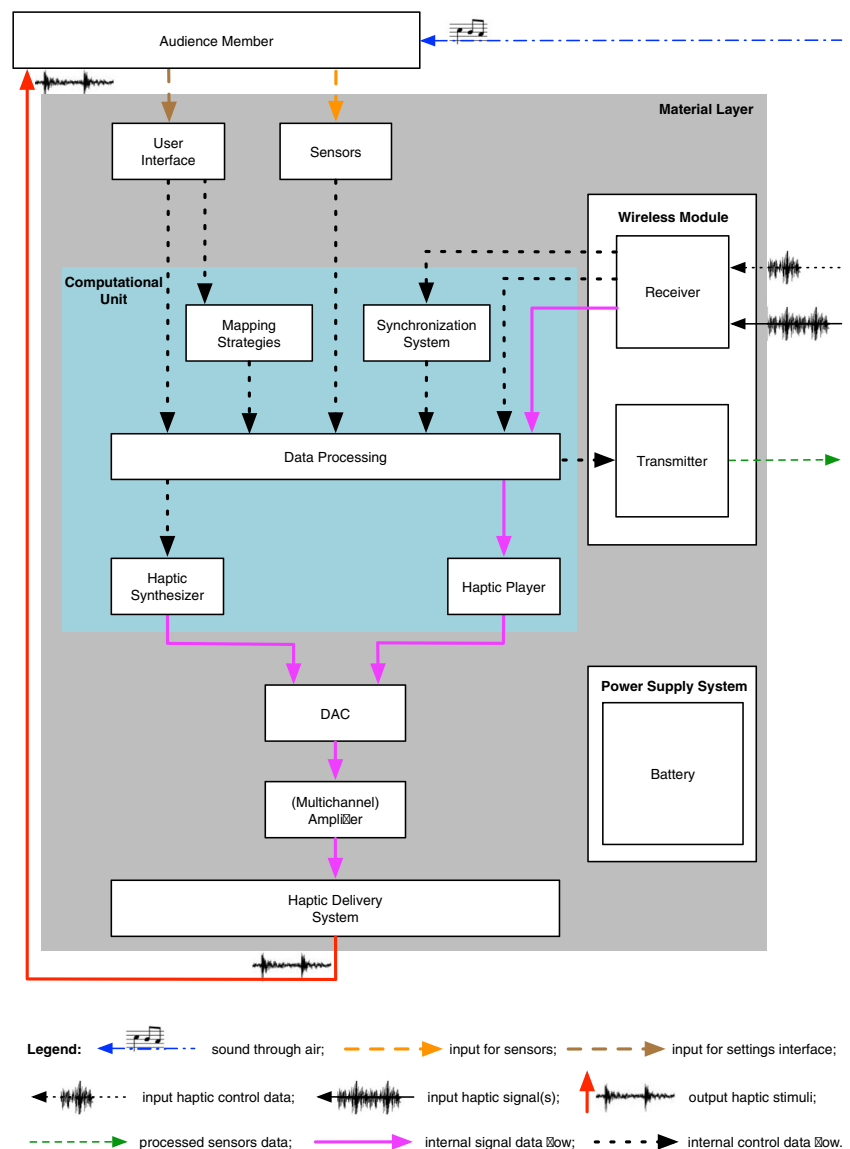 Audience Member
Material Layer
User
Interface
Sensors
Wireless Module
Receiver
Computational
Unit
Mapping
Strategies
Synchronization
System
Data Processing
Transmitter
Haptic
Synthesizer
Haptic Player
Power Supply System
DAC
Battery
(Multichannel)
Ampli☒er
Haptic Delivery
System
Legend: sound through air; input for sensors; input for settings interface;
input haptic control data; input haptic signal(s); output haptic stimuli;
processed sensors data; internal signal data ☒ow; internal control data ☒ow.